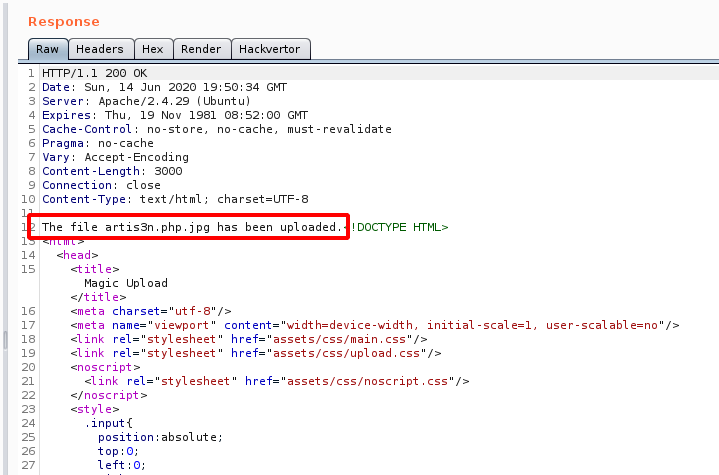 Response
Raw Headers Hex Render Hackvertor
1 HTTP/1.1 200 OK
2 Date: Sun, 14 Jun 2020 19:50:34 GMT
3 Server: Apache/2.4.29 (Ubuntu)
4 Expires: Thu, 19 Nov 1981 08:52:00 GMT
5 Cache-Control: no-store, no-cache, must-revalidate
6 Pragma: no-cache
7 Vary: Accept-Encoding
8 Content-Length: 3000
9 Connection: close
10 Content-Type: text/html; charset=UTF-8
11
12 The file artis3n.php.jpg has been uploaded.<!DOCTYPE HTML>
13 <html>
14 <head>
15 <title>
Magic Upload
</title>
16 <meta charset="utf-8"/>
17 <meta name="viewport" content="width=device-width, initial-scale=1, user-scalable=no"/>
18 <link rel="stylesheet" href="assets/css/main.css"/>
19 <link rel="stylesheet" href="assets/css/upload.css"/>
20 <noscript>
21 <link rel="stylesheet" href="assets/css/noscript.css"/>
22 </noscript>
23 <style>
24 .input{
25 position:absolute;
26 top:0;
27 left:0;